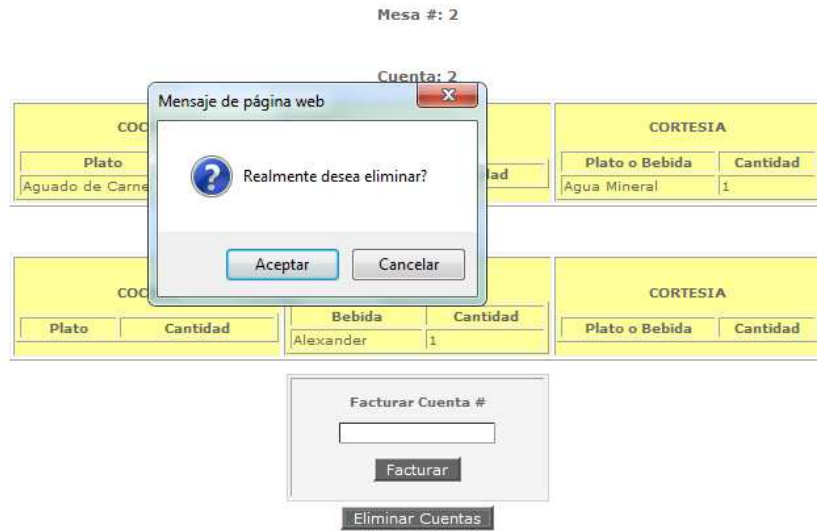 Mesa #: 2
Cuenta: 2
Mensaje de página web
Realmente desea eliminar?
Aceptar Cancelar
CORTESIA
Plato Plato o Bebida Cantidad
Aguado de Carne Agua Mineral 1
CORTESIA
Plato Cantidad Bebida Cantidad Plato o Bebida Cantidad
Alexander 1
Facturar Cuenta #
Facturar
Eliminar Cuentas